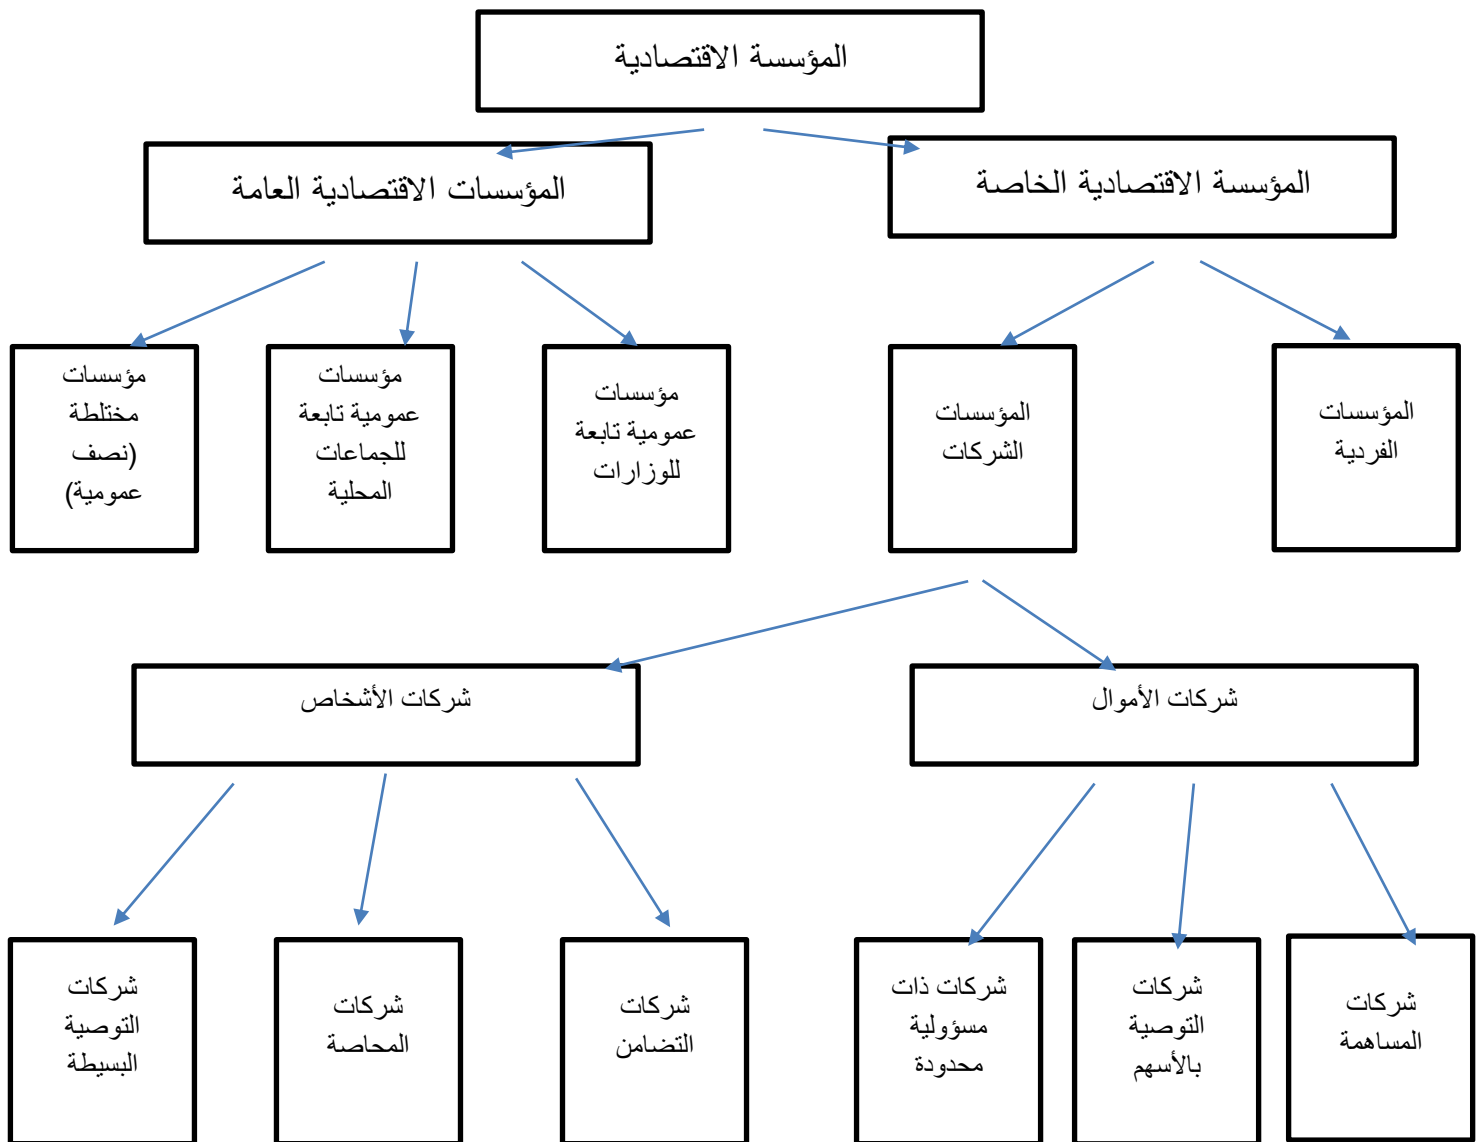 المؤسسة الاقتصادية
المؤسسة الاقتصادية الخاصة
المؤسسات الاقتصادية العامة
المؤسسات
الفردية
المؤسسات
الشركات
مؤسسات
عمومية تابعة
للوزارات
مؤسسات
عمومية تابعة
للجماعات
المحلية
مؤسسات
مختلطة
(نصف
عمومية)
شركات الأموال
شركات الأشخاص
شركات
المساهمة
شركات
التوصية
بالأسهم
شركات ذات
مسؤولية
محدودة
شركات
التضامن
شركات
المحاصة
شركات
التوصية
البسيطة